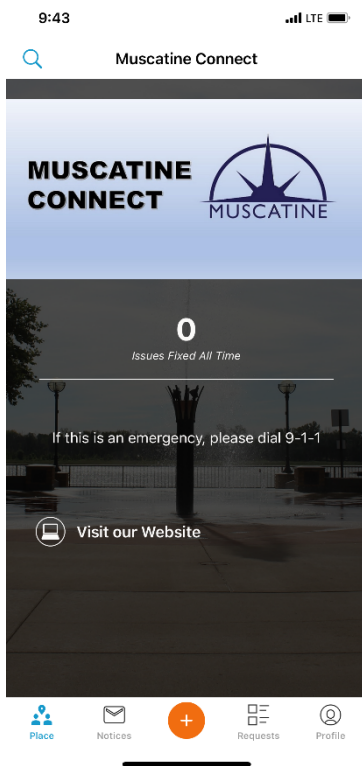 9:43
LTE
Muscatine Connect
MUSCATINE
CONNECT
MUSCATINE
0
Issues Fixed All Time
If this is an emergency, please dial 9-1-1
Visit our Website
Place
Notices
+
Requests
Profile